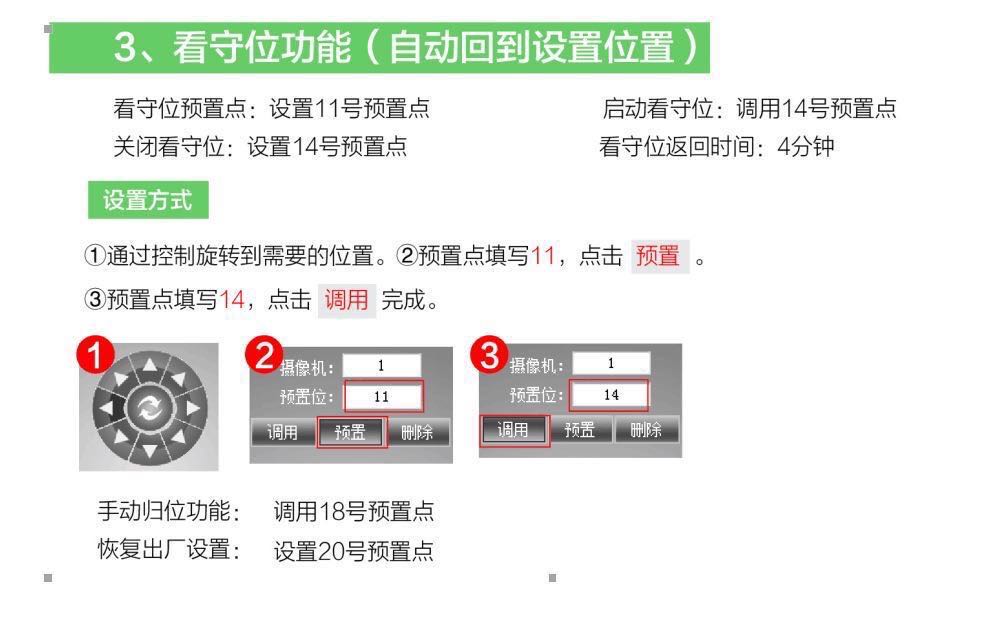 3、看守位功能（自动回到设置位置）
看守位预置点：设置11号预置点
启动看守位：调用14号预置点
关闭看守位：设置14号预置点
看守位返回时间：4分钟
设置方式
①通过控制旋转到需要的位置。②预置点填写11，点击 预置 。
③预置点填写14，点击 调用 完成。
1
2
摄像机： 1
预置位： 11
调用 预置 删除
3
摄像机： 1
预置位： 14
调用 预置 删除
手动归位功能： 调用18号预置点
恢复出厂设置： 设置20号预置点